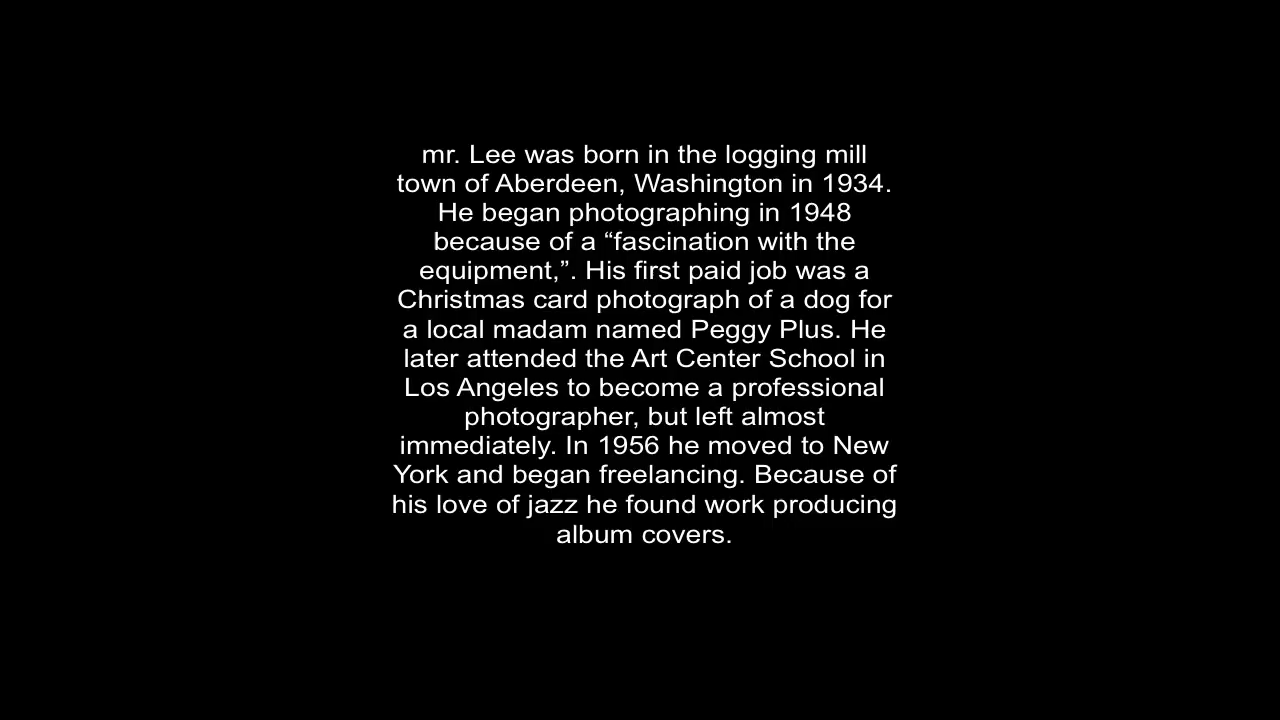 mr. Lee was born in the logging mill
town of Aberdeen, Washington in 1934.
He began photographing in 1948
because of a “fascination with the
equipment,”. His first paid job was a
Christmas card photograph of a dog for
a local madam named Peggy Plus. He
later attended the Art Center School in
Los Angeles to become a professional
photographer, but left almost
immediately. In 1956 he moved to New
York and began freelancing. Because of
his love of jazz he found work producing
album covers.